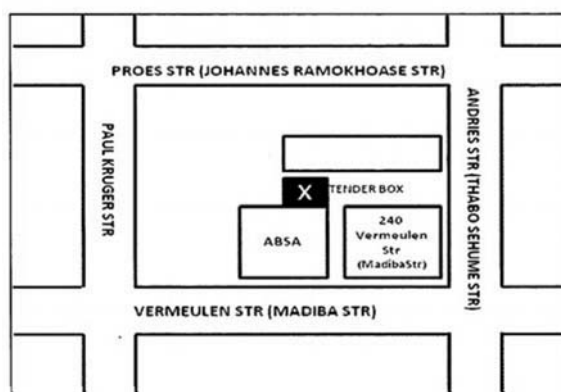 PROES STR (JOHANNES RAMOKHOASE STR)
PAUL KRUGER STR
ANDRIES STR (THABO SEHUME STR)
X
TENDER BOX
ABSA
240
Vermeulen
Str
(MadibaStr)
VERMEULEN STR (MADIBA STR)